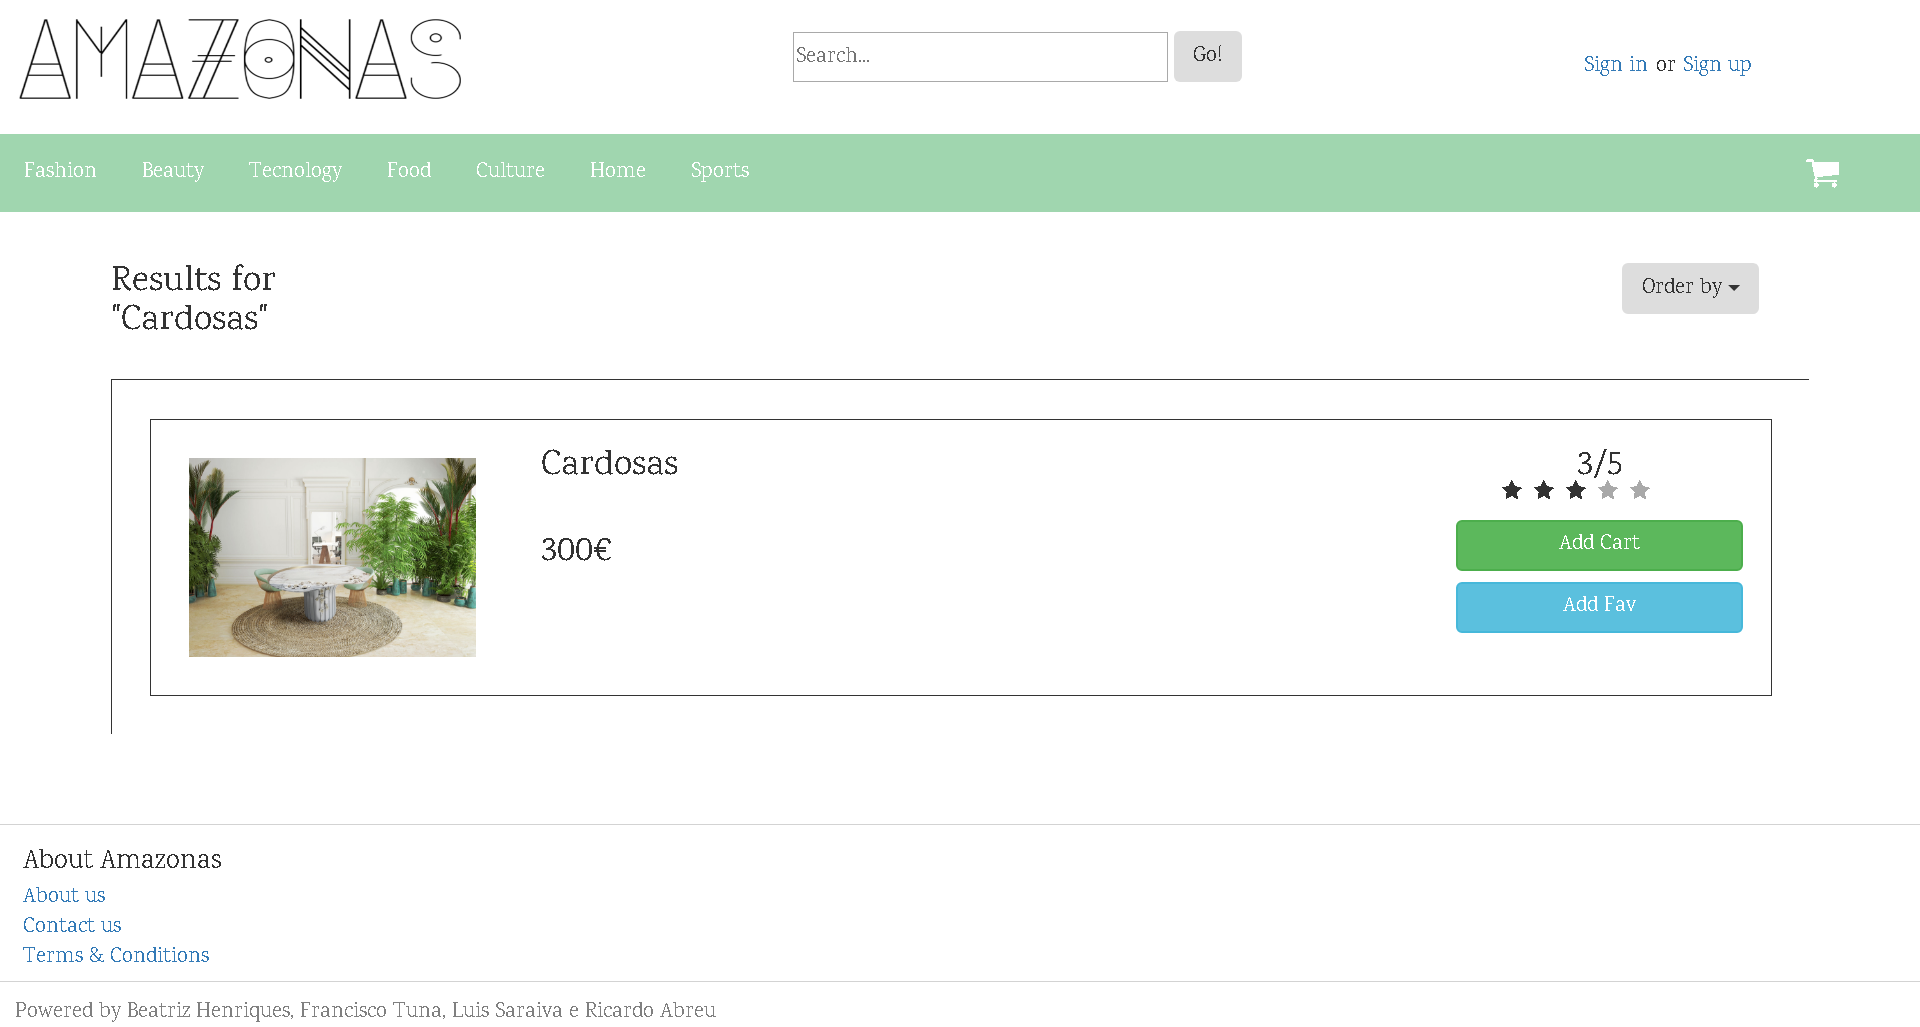 AMAZONAS
Search...
Go!
Sign in or Sign up
Fashion
Beauty
Tecnology
Food
Culture
Home
Sports
Results for
"Cardosas"
Order by
Cardosas
300€
3/5
Add Cart
Add Fav
About Amazonas
About us
Contact us
Terms & Conditions
Powered by Beatriz Henriques, Francisco Tuna, Luis Saraiva e Ricardo Abreu